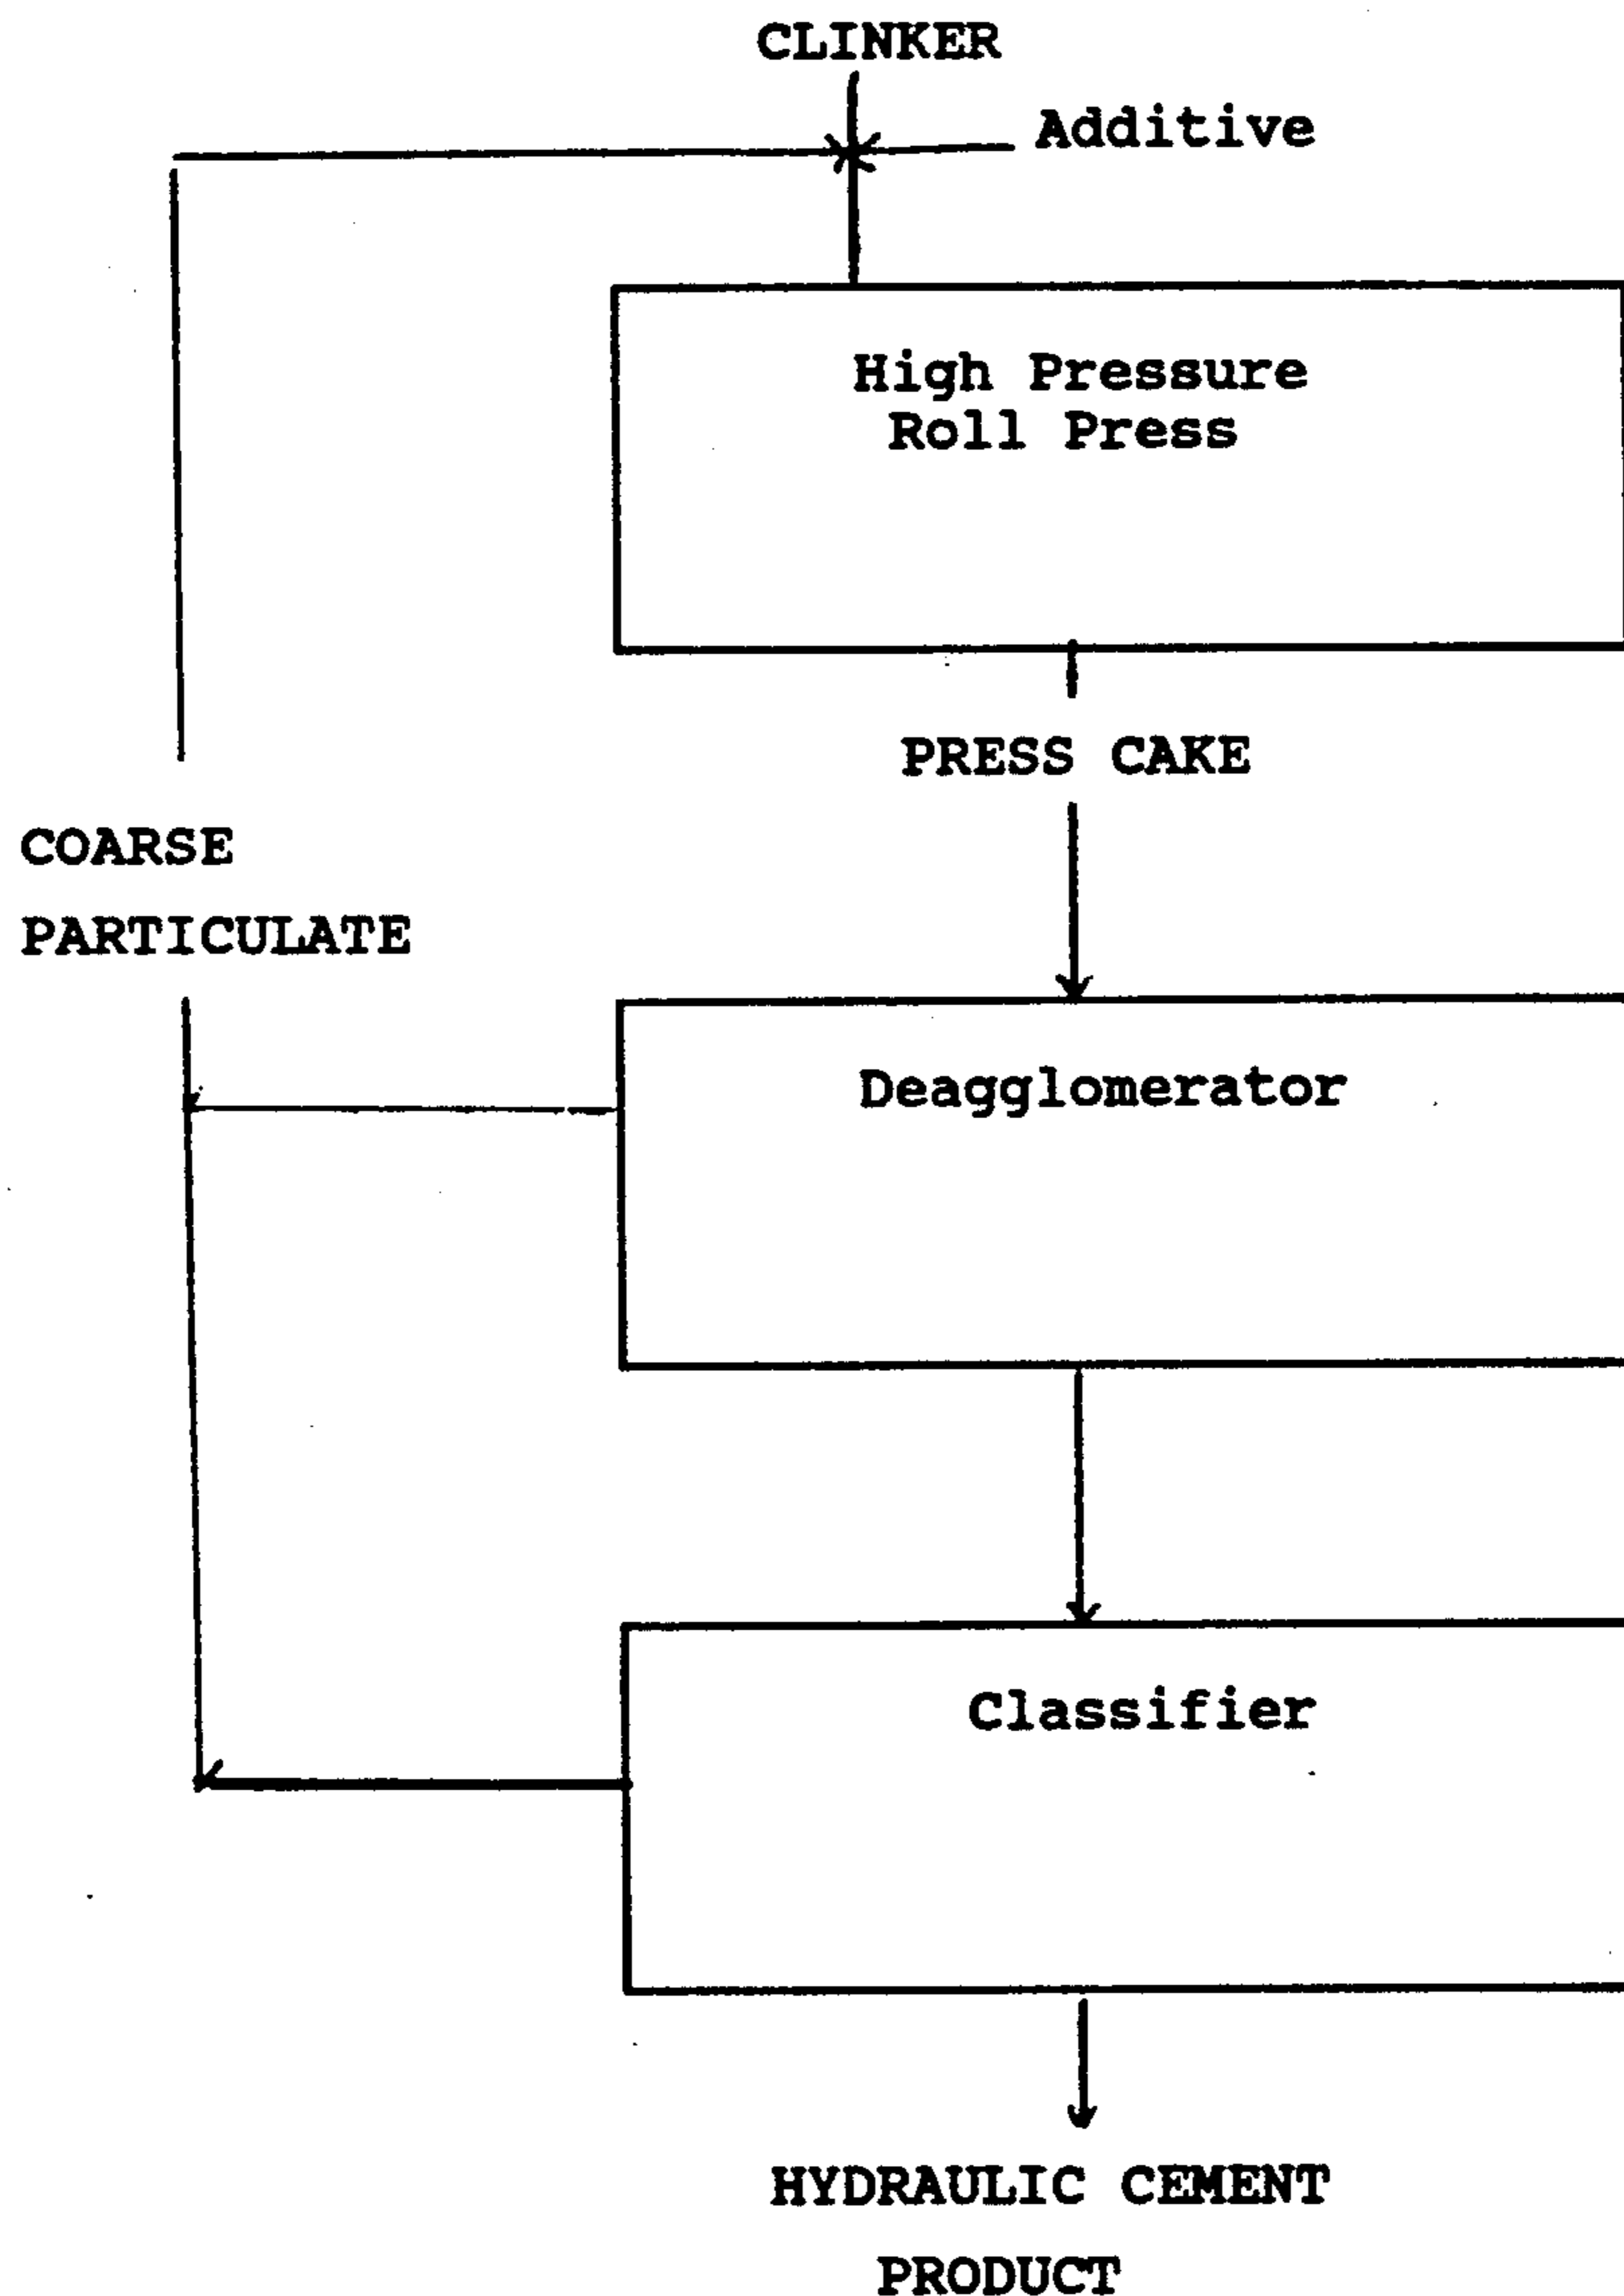 CLINKER
Additive
High Pressure
Roll Press
PRESS CAKE
COARSE
PARTICULATE
Deagglomerator
Classifier
HYDRAULIC CEMENT
PRODUCT